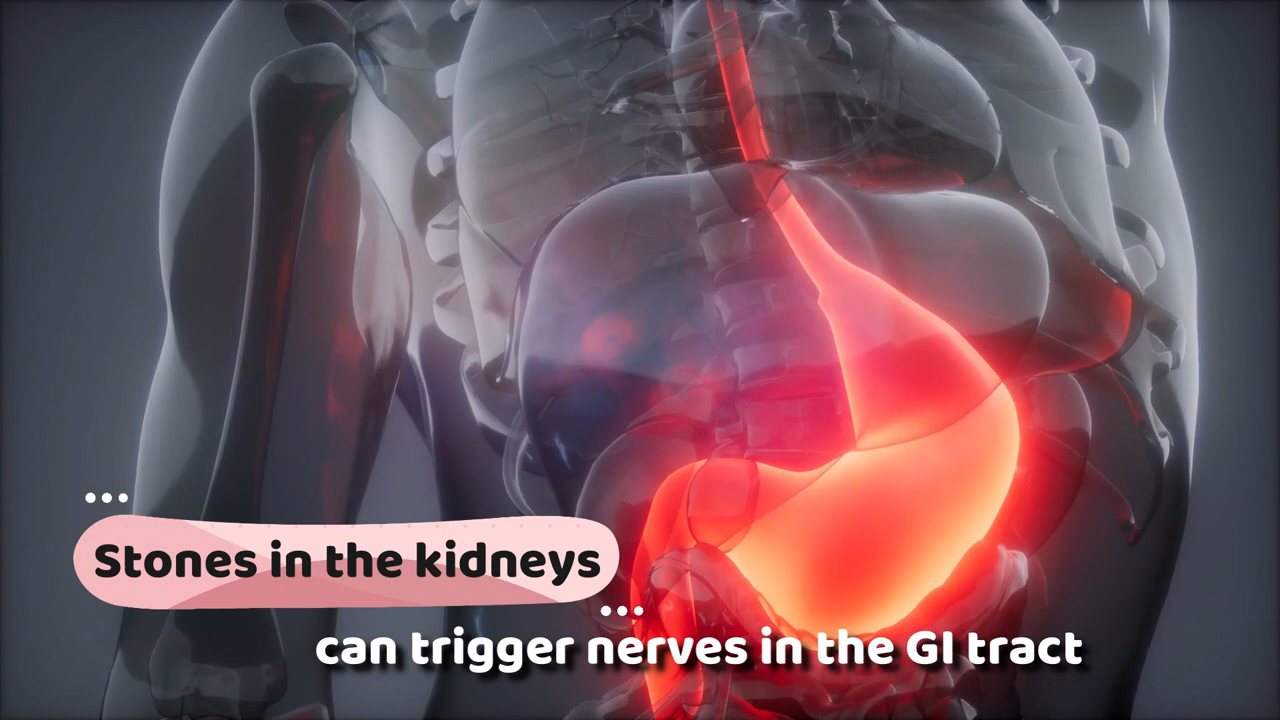 Stones in the kidneys
can trigger nerves in the GI tract